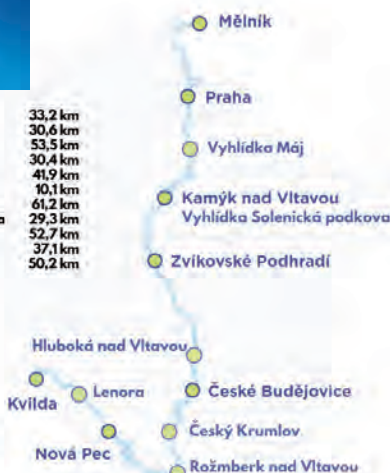 Mělník
33,2 km
30,6 km
53,5 km
30,4 km
41,9 km
10,1 km
61,2 km
29,3 km
52,7 km
37,1 km
50,2 km
Praha
Vyhlídka Máj
Kamýk nad Vltavou
Vyhlídka Solenická podkova
Zvíkovské Podhradí
Hluboká nad Vltavou
České Budějovice
Kvilda
Lenora
Český Krumlov
Nová Pec
Rožmberk nad Vltavou